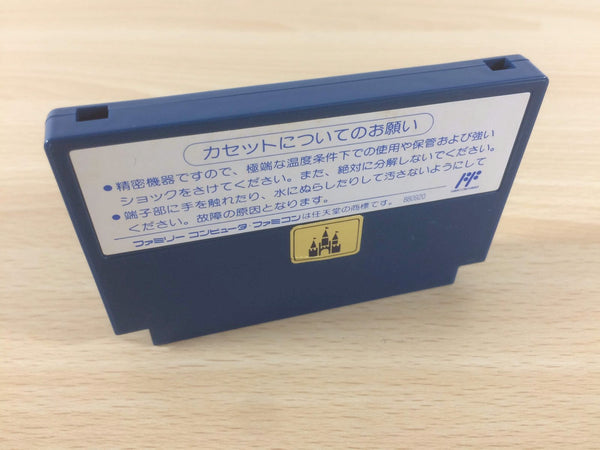 カセットについてのお願い
●精密機器ですので、極端な温度条件下での使用や保管および強い
ショックをさけてください。また、絶対に分解しないでください。
●端子部に手を触れたり、水にぬらしたりして汚さないようにして
ください。故障の原因となります。
ファミリーコンピュータ・ファミコンは任天堂の商標です。 880920